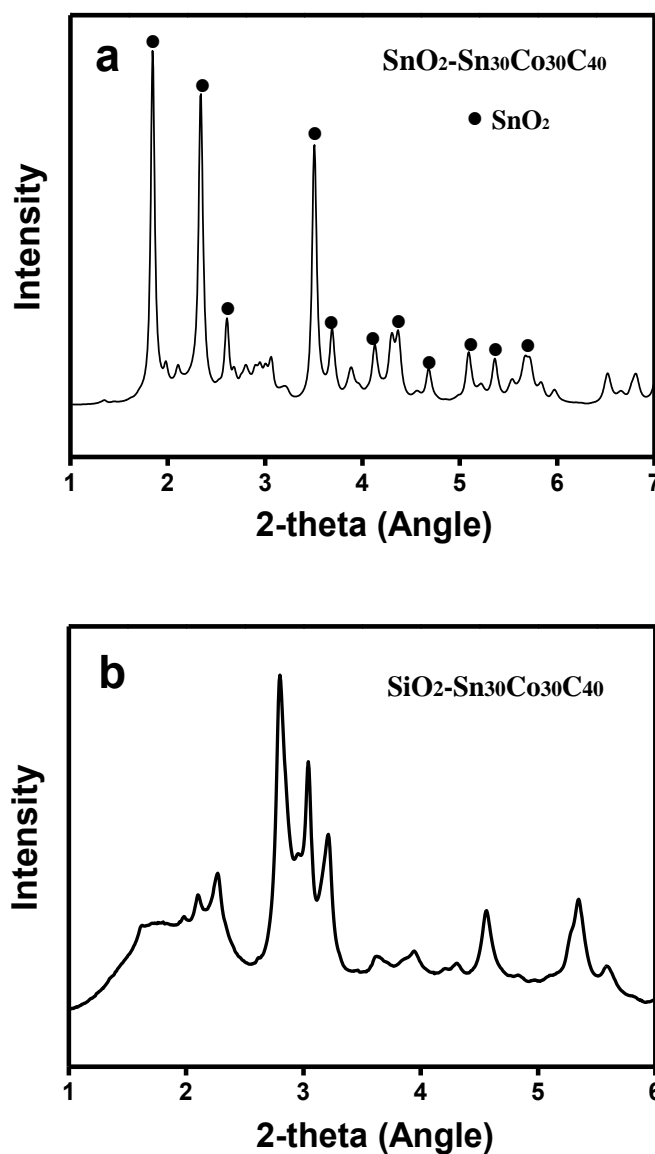 a
SnO₂-Sn₃₀Co₃₀C₄₀
● SnO₂
Intensity
1 2 3 4 5 6 7
2-theta (Angle)
b
SiO₂-Sn₃₀Co₃₀C₄₀
Intensity
1 2 3 4 5 6
2-theta (Angle)